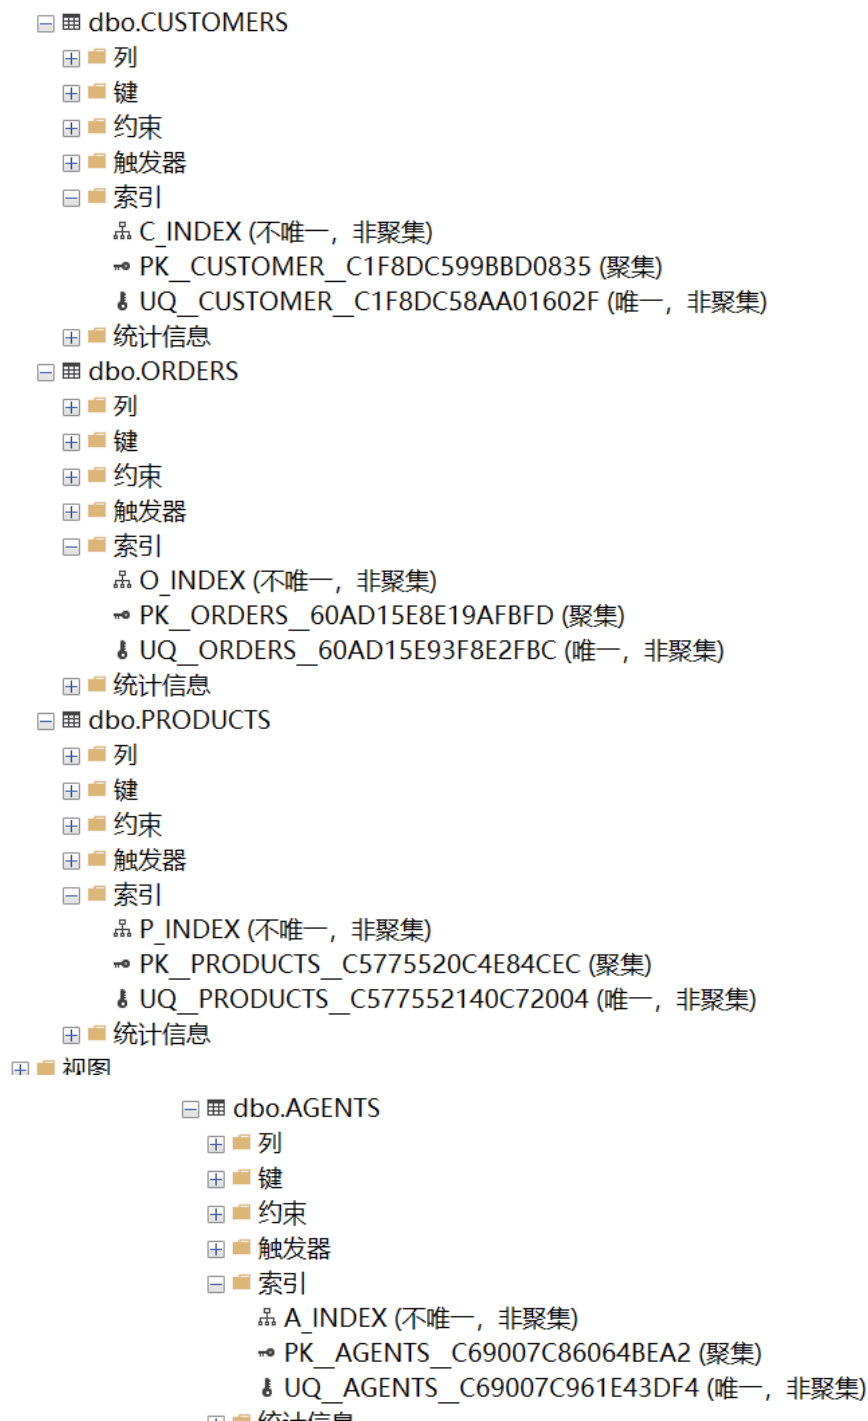 dbo.CUSTOMERS
列
键
约束
触发器
索引
C_INDEX (不唯一，非聚集)
PK__CUSTOMER__C1F8DC599BBD0835 (聚集)
UQ__CUSTOMER__C1F8DC58AA01602F (唯一，非聚集)
统计信息
dbo.ORDERS
列
键
约束
触发器
索引
O_INDEX (不唯一，非聚集)
PK__ORDERS__60AD15E8E19AFBFD (聚集)
UQ__ORDERS__60AD15E93F8E2FBC (唯一，非聚集)
统计信息
dbo.PRODUCTS
列
键
约束
触发器
索引
P_INDEX (不唯一，非聚集)
PK__PRODUCTS__C5775520C4E84CEC (聚集)
UQ__PRODUCTS__C577552140C72004 (唯一，非聚集)
统计信息
视图
dbo.AGENTS
列
键
约束
触发器
索引
A_INDEX (不唯一，非聚集)
PK__AGENTS__C69007C86064BEA2 (聚集)
UQ__AGENTS__C69007C961E43DF4 (唯一，非聚集)
统计信息